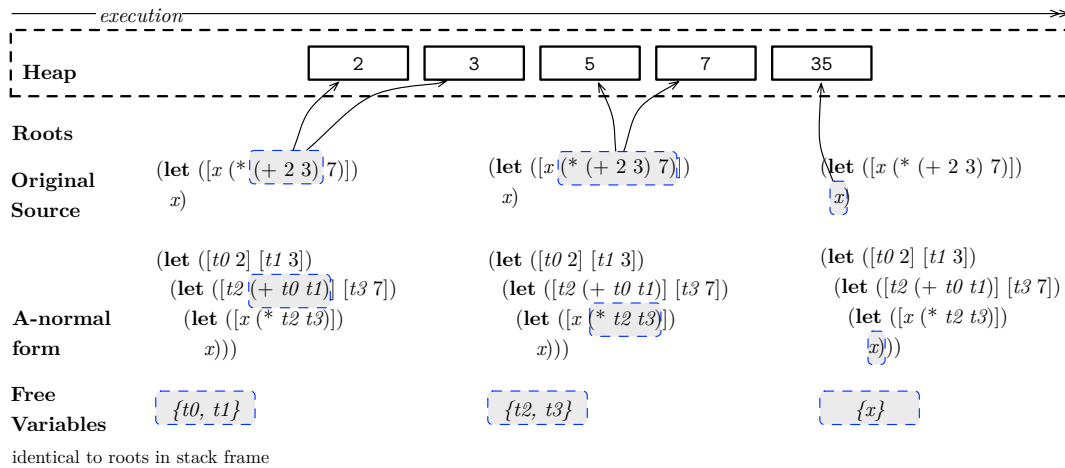 execution
Heap 2 3 5 7 35
Roots
Original
Source
(let ([x (* (+ 2 3) 7)])
x)
(let ([x (* (+ 2 3) 7)])
x)
(let ([x (* (+ 2 3) 7)])
x)
A-normal
form
(let ([t0 2] [t1 3])
(let ([t2 (+ t0 t1)] [t3 7])
(let ([x (* t2 t3)])
x)))
(let ([t0 2] [t1 3])
(let ([t2 (+ t0 t1)] [t3 7])
(let ([x (* t2 t3)])
x)))
(let ([t0 2] [t1 3])
(let ([t2 (+ t0 t1)] [t3 7])
(let ([x (* t2 t3)])
x)))
Free
Variables
{t0, t1}
{t2, t3}
{x}
identical to roots in stack frame